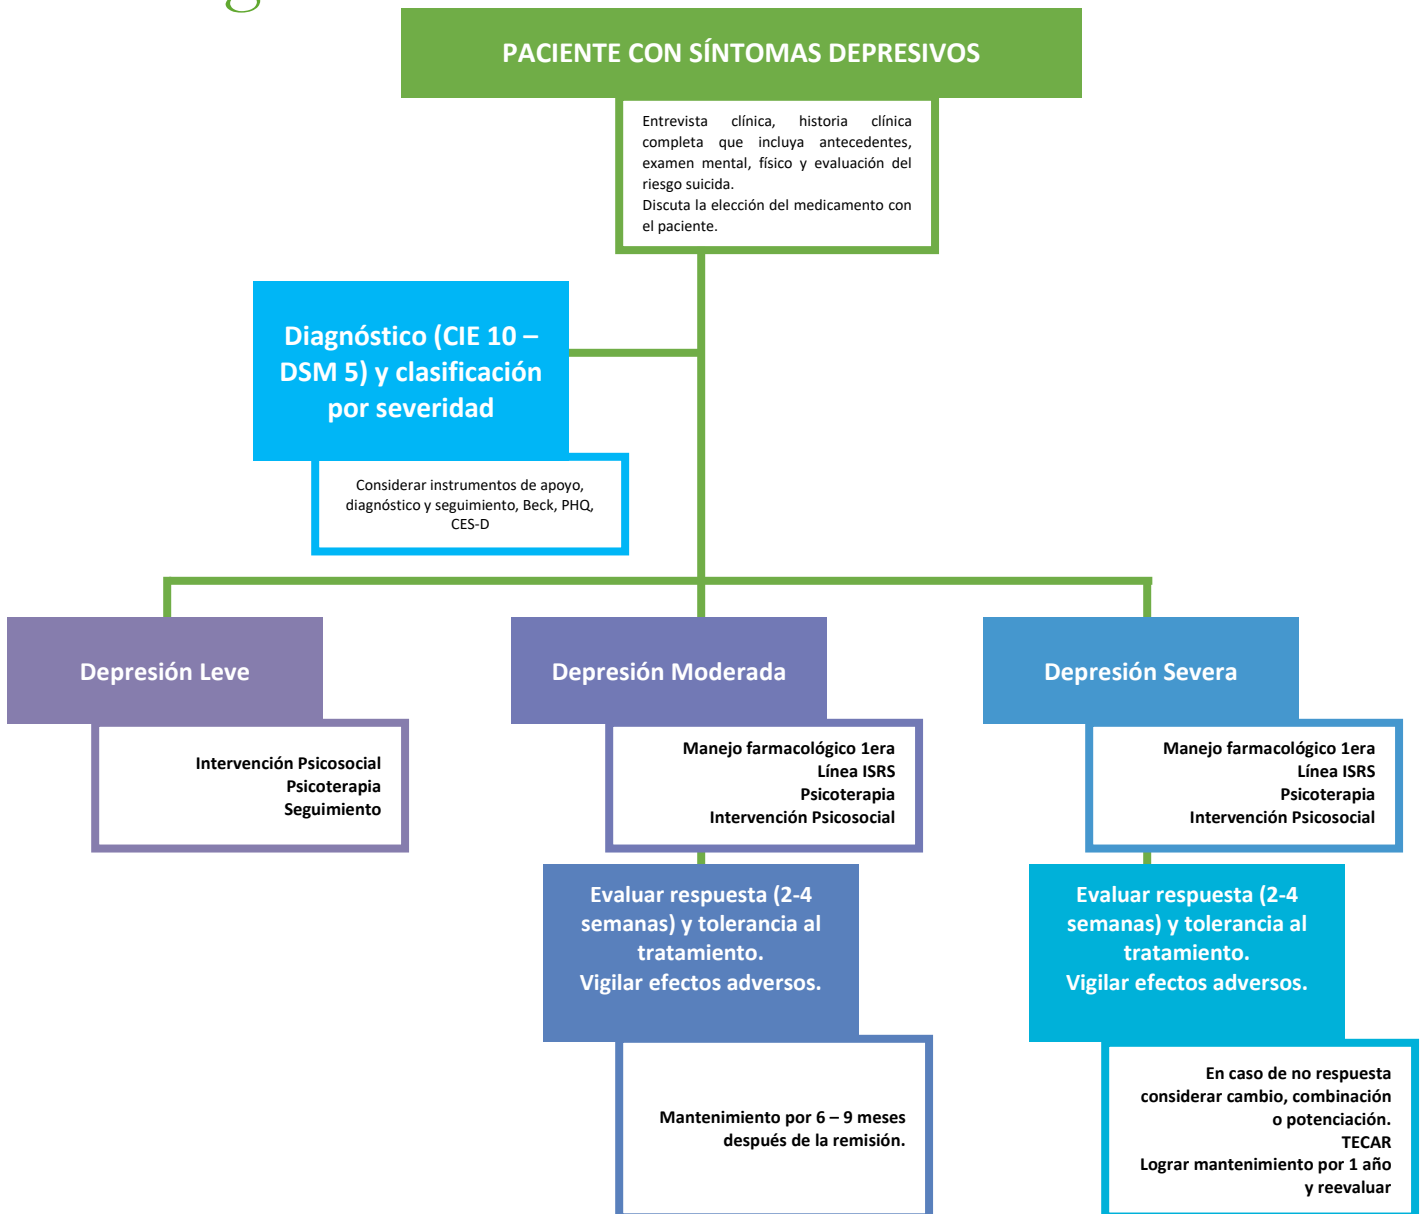 PACIENTE CON SÍNTOMAS DEPRESIVOS
Entrevista clínica, historia clínica
completa que incluya antecedentes,
examen mental, físico y evaluación del
riesgo suicida.
Discuta la elección del medicamento con
el paciente.
Diagnóstico (CIE 10 –
DSM 5) y clasificación
por severidad
Considerar instrumentos de apoyo,
diagnóstico y seguimiento, Beck, PHQ,
CES-D
Depresión Leve
Intervención Psicosocial
Psicoterapia
Seguimiento
Depresión Moderada
Manejo farmacológico 1era
Línea ISRS
Psicoterapia
Intervención Psicosocial
Evaluar respuesta (2-4
semanas) y tolerancia al
tratamiento.
Vigilar efectos adversos.
Mantenimiento por 6 – 9 meses
después de la remisión.
Depresión Severa
Manejo farmacológico 1era
Línea ISRS
Psicoterapia
Intervención Psicosocial
Evaluar respuesta (2-4
semanas) y tolerancia al
tratamiento.
Vigilar efectos adversos.
En caso de no respuesta
considerar cambio, combinación
o potenciación.
TECAR
Lograr mantenimiento por 1 año
y reevaluar